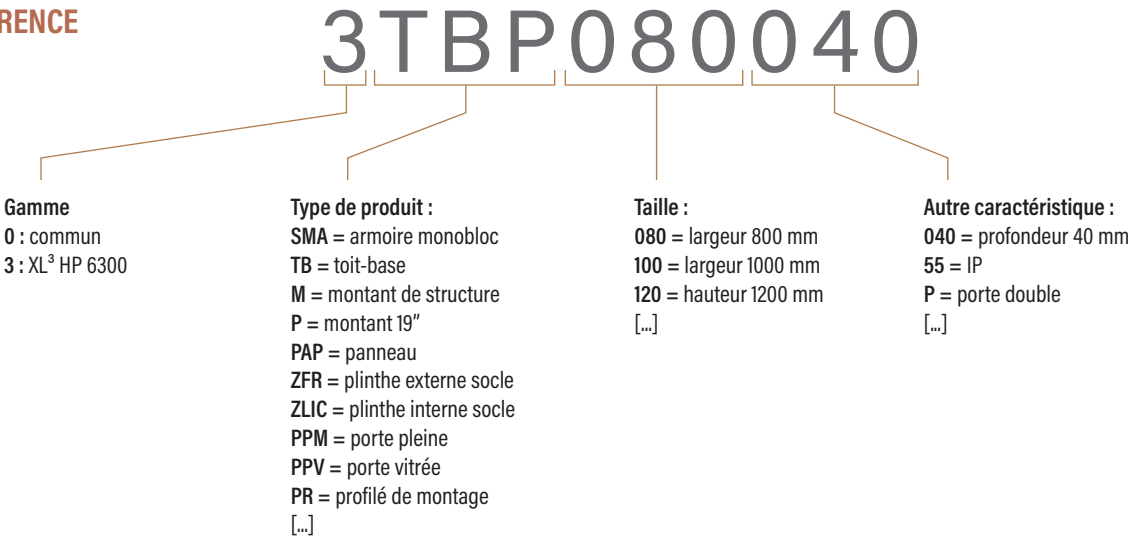 RENCE
3TBP080040
Gamme
0 : commun
3 : XL³ HP 6300
Type de produit :
SMA = armoire monobloc
TB = toit-base
M = montant de structure
P = montant 19”
PAP = panneau
ZFR = plinthe externe socle
ZLIC = plinthe interne socle
PPM = porte pleine
PPV = porte vitrée
PR = profilé de montage
[...]
Taille :
080 = largeur 800 mm
100 = largeur 1000 mm
120 = hauteur 1200 mm
[...]
Autre caractéristique :
040 = profondeur 40 mm
55 = IP
P = porte double
[...]